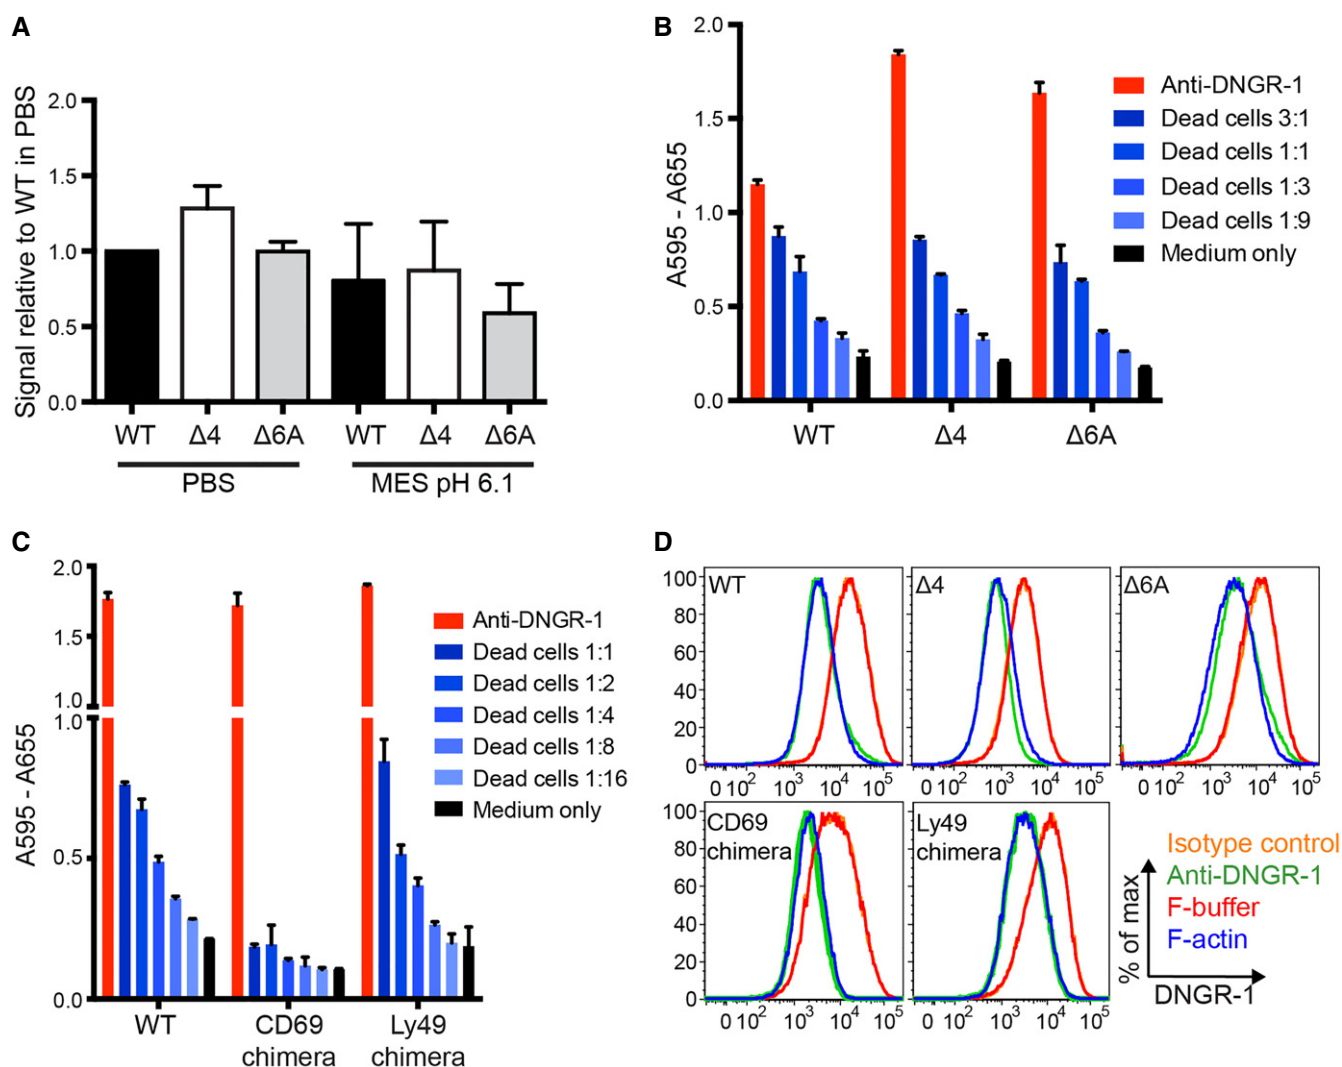 A
Signal relative to WT in PBS
2.0
1.5
1.0
0.5
0.0
WT Δ4 Δ6A WT Δ4 Δ6A
PBS MES pH 6.1
B
A595 - A655
2.0
1.5
1.0
0.5
0.0
WT Δ4 Δ6A
Anti-DNGR-1
Dead cells 3:1
Dead cells 1:1
Dead cells 1:3
Dead cells 1:9
Medium only
C
A595 - A655
2.0
1.5
1.0
1.0
0.5
0.0
WT CD69 Ly49
chimera chimera
Anti-DNGR-1
Dead cells 1:1
Dead cells 1:2
Dead cells 1:4
Dead cells 1:8
Dead cells 1:16
Medium only
D
100
80
60
40
20
0
WT
0 10² 10³ 10⁴ 10⁵
Δ4
0 10² 10³ 10⁴ 10⁵
Δ6A
0 10² 10³ 10⁴ 10⁵
100
80
60
40
20
0
CD69
chimera
0 10² 10³ 10⁴ 10⁵
Ly49
chimera
0 10² 10³ 10⁴ 10⁵
Isotype control
Anti-DNGR-1
F-buffer
F-actin
% of max
DNGR-1